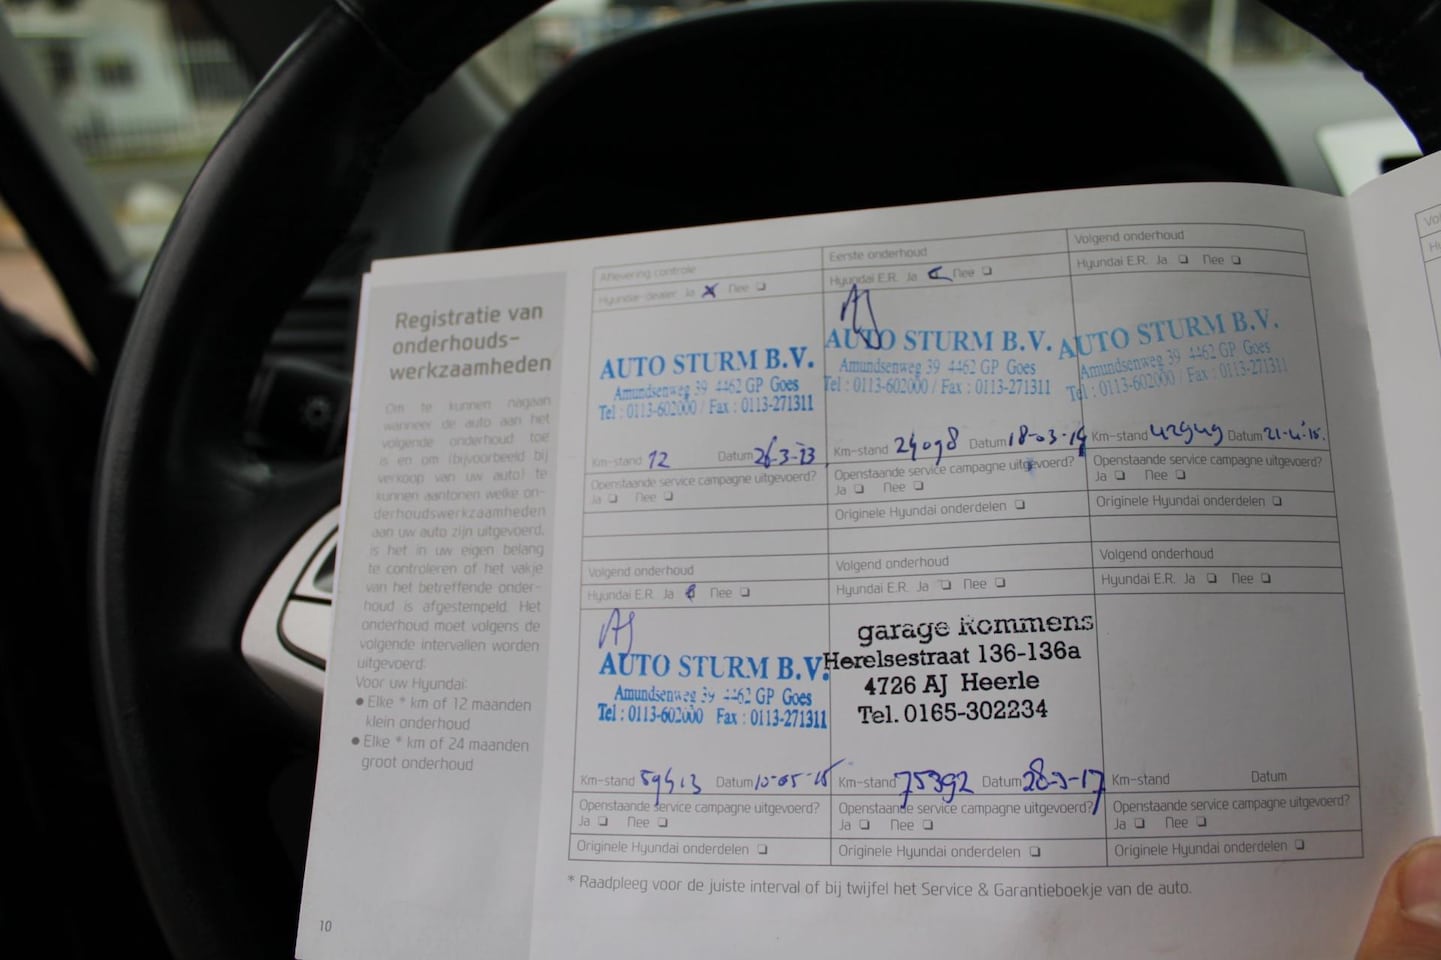 Registratie van
onderhouds-
werkzaamheden
Om te kunnen nagaan
wanneer de auto aan het
volgende onderhoud toe
is en om (bijvoorbeeld bij
verkoop van uw auto) te
kunnen aantonen welke on-
derhoudswerkzaamheden
aan uw auto zijn uitgevoerd,
is het in uw eigen belang
te controleren of het vakje
van het betreffende onder-
houd is afgestempeld. Het
onderhoud moet volgens de
volgende intervallen worden
uitgevoerd:
Voor uw Hyundai:
● Elke * km of 12 maanden
klein onderhoud
● Elke * km of 24 maanden
groot onderhoud
10
Aflevering controle
Hyundai-dealer Ja Nee
AUTO STURM B.V.
Amundsenweg 39 4462 GP Goes
Tel : 0113-602000 / Fax : 0113-271311
Km-stand 12 Datum 26-3-13
Openstaande service campagne uitgevoerd?
Ja Nee
Eerste onderhoud
Hyundai E.R. Ja Nee
AUTO STURM B.V.
Amundsenweg 39 4462 GP Goes
Tel : 0113-602000 / Fax : 0113-271311
Km-stand 24098 Datum 18-03-14
Openstaande service campagne uitgevoerd?
Ja Nee
Originele Hyundai onderdelen
Volgend onderhoud
Hyundai E.R. Ja Nee
AUTO STURM B.V.
Amundsenweg 39 4462 GP Goes
Tel : 0113-602000 / Fax : 0113-271311
Km-stand 42949 Datum 21-4-15.
Openstaande service campagne uitgevoerd?
Ja Nee
Originele Hyundai onderdelen
Volgend onderhoud
Hyundai E.R. Ja Nee
AUTO STURM B.V.
Amundsenweg 39 4462 GP Goes
Tel : 0113-602000 Fax : 0113-271311
Km-stand Datum
Openstaande service campagne uitgevoerd?
Ja Nee
Originele Hyundai onderdelen
Volgend onderhoud
Hyundai E.R. Ja Nee
garage Rommens
Herelsestraat 136-136a
4726 AJ Heerle
Tel. 0165-302234
Km-stand 75392 Datum 28-3-17
Openstaande service campagne uitgevoerd?
Ja Nee
Originele Hyundai onderdelen
Volgend onderhoud
Hyundai E.R. Ja Nee
Km-stand Datum
Openstaande service campagne uitgevoerd?
Ja Nee
Originele Hyundai onderdelen
* Raadpleeg voor de juiste interval of bij twijfel het Service & Garantieboekje van de auto.